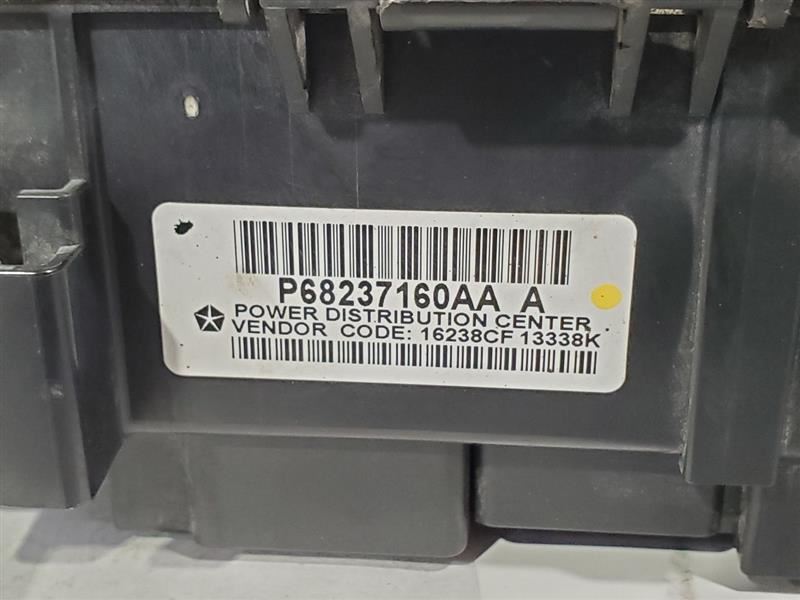 P68237160AA A
POWER DISTRIBUTION CENTER
VENDOR CODE: 16238CF 13338K